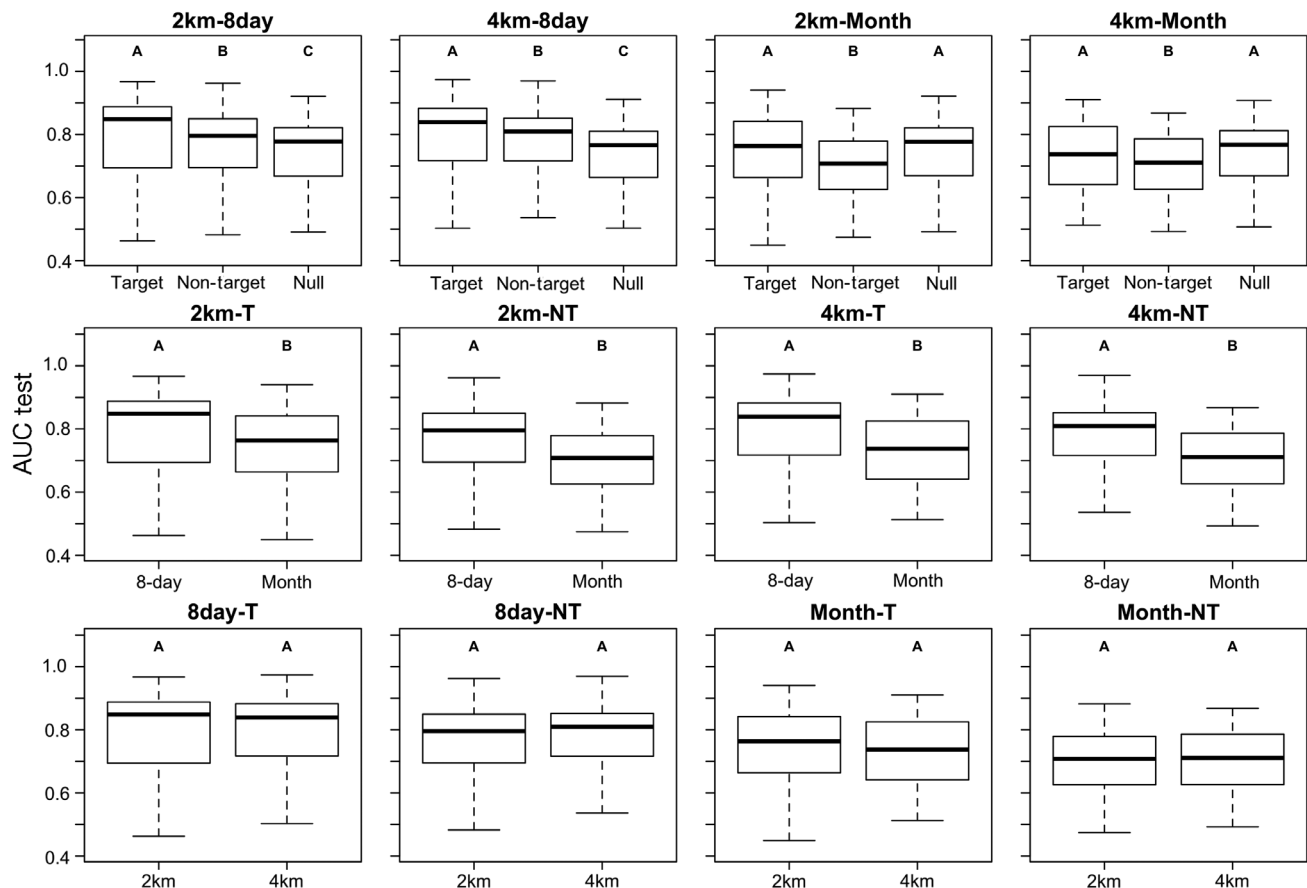 2km-8day 4km-8day 2km-Month 4km-Month
A B C A B C A B A A B A
1.0
0.8
0.6
0.4
Target Non-target Null Target Non-target Null Target Non-target Null Target Non-target Null
2km-T 2km-NT 4km-T 4km-NT
A B A B A B A B
1.0
0.8
AUC test
0.6
0.4
8-day Month 8-day Month 8-day Month 8-day Month
8day-T 8day-NT Month-T Month-NT
A A A A A A A A
1.0
0.8
0.6
0.4
2km 4km 2km 4km 2km 4km 2km 4km